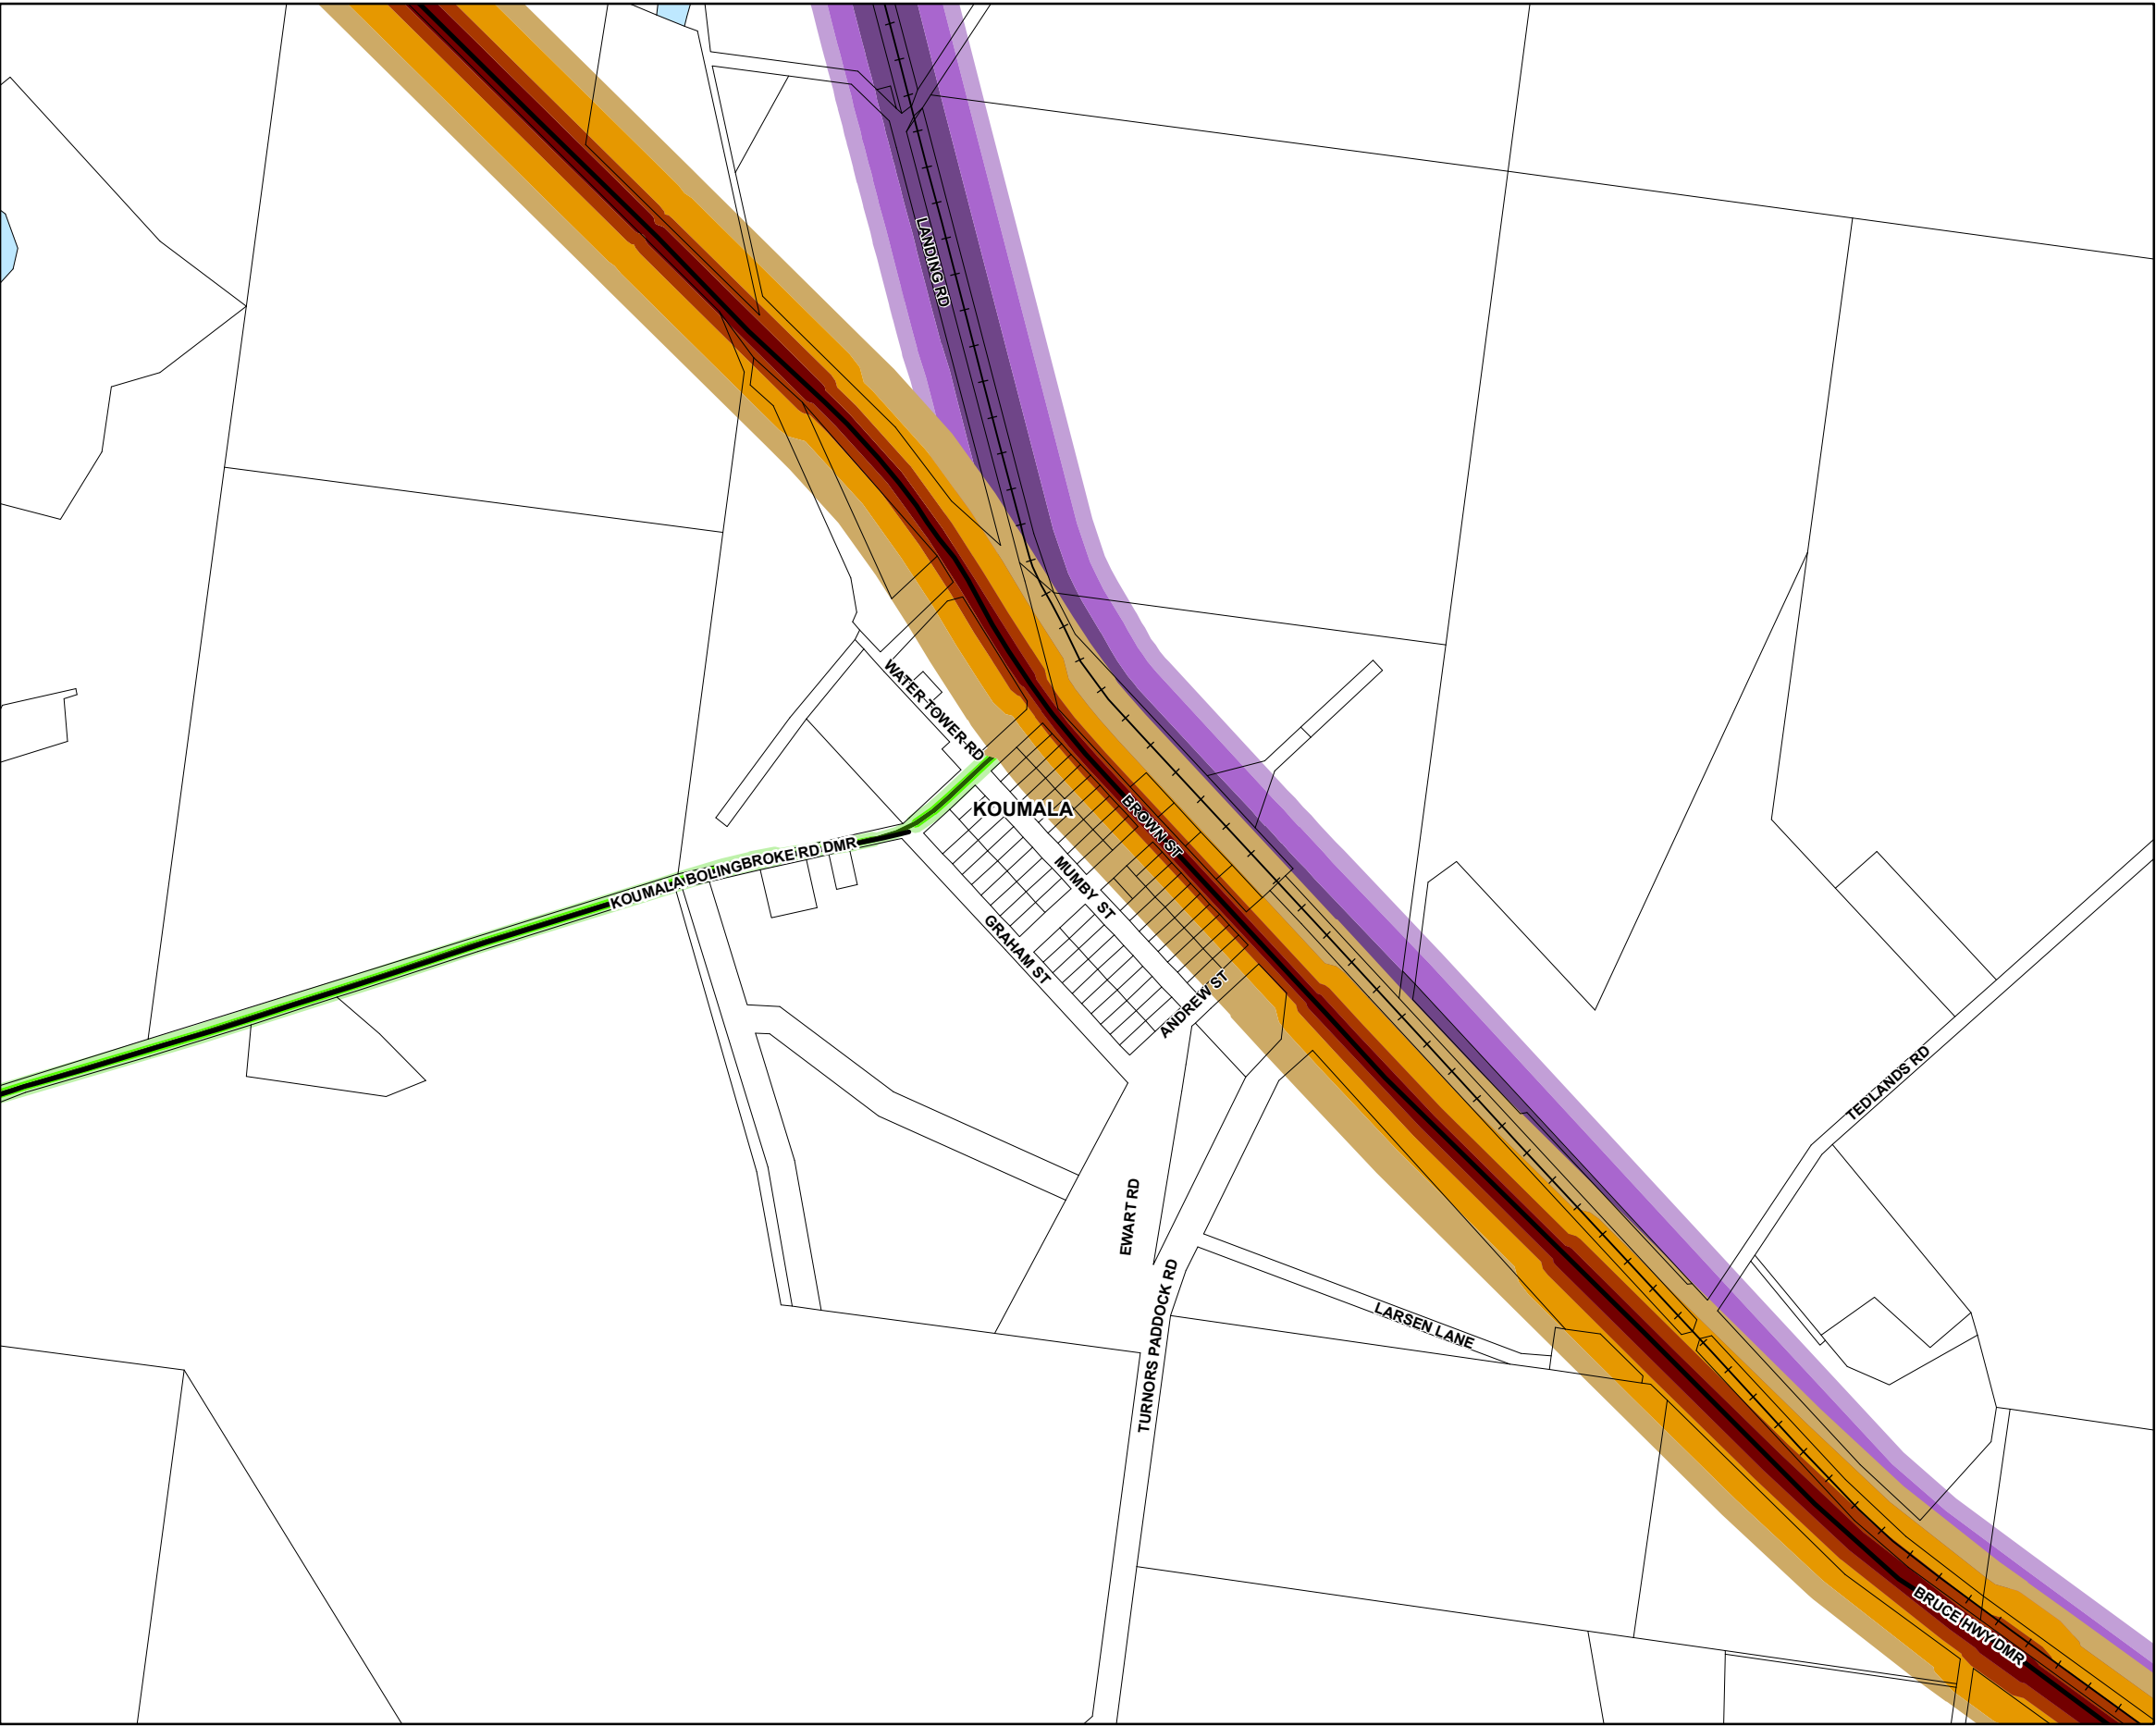 LANDING RD
WATER TOWER RD
KOUMALA
BROWN ST
KOUMALA BOLINGBROKE RD DMR
MUMBY ST
GRAHAM ST
ANDREW ST
TEDLANDS RD
EWART RD
TURNORS PADDOCK RD
LARSEN LANE
BRUCE HWY DMR